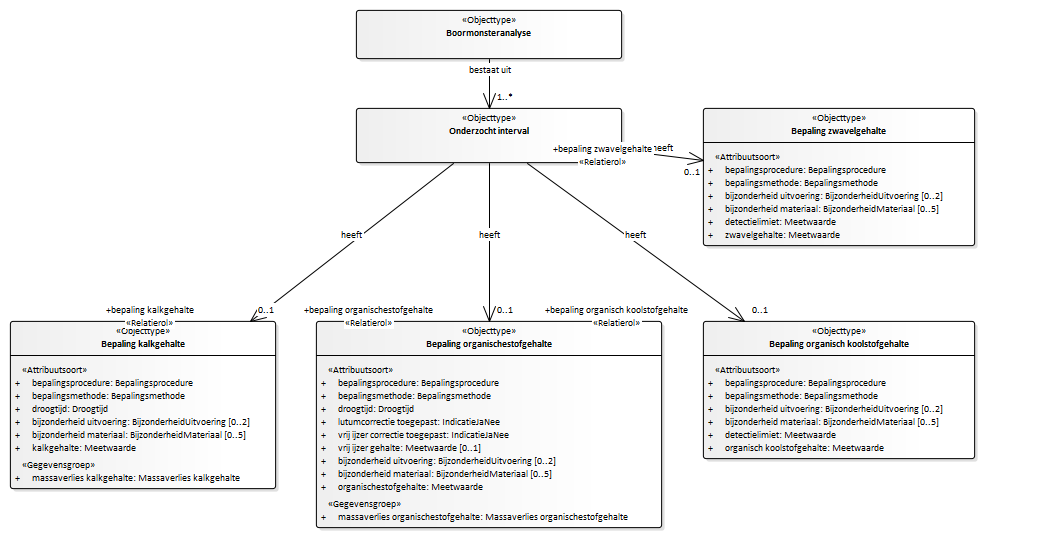 «Objecttype»
Boormonsteranalyse
bestaat uit
1..*
«Objecttype»
Onderzocht interval
+bepaling zwavelgehalte heeft
«Relatierol»
0..1
«Objecttype»
Bepaling zwavelgehalte
«Attribuutsoort»
+ bepalingsprocedure: Bepalingsprocedure
+ bepalingsmethode: Bepalingsmethode
+ bijzonderheid uitvoering: BijzonderheidUitvoering [0..2]
+ bijzonderheid materiaal: BijzonderheidMateriaal [0..5]
+ detectielimiet: Meetwaarde
+ zwavelgehalte: Meetwaarde
heeft
heeft
heeft
+bepaling kalkgehalte
0..1
«Relatierol»
+bepaling organischestofgehalte
0..1
«Relatierol»
+bepaling organisch koolstofgehalte
0..1
«Relatierol»
«Objecttype»
Bepaling kalkgehalte
«Attribuutsoort»
+ bepalingsprocedure: Bepalingsprocedure
+ bepalingsmethode: Bepalingsmethode
+ droogtijd: Droogtijd
+ bijzonderheid uitvoering: BijzonderheidUitvoering [0..2]
+ bijzonderheid materiaal: BijzonderheidMateriaal [0..5]
+ kalkgehalte: Meetwaarde
«Gegevensgroep»
+ massaverlies kalkgehalte: Massaverlies kalkgehalte
«Objecttype»
Bepaling organischestofgehalte
«Attribuutsoort»
+ bepalingsprocedure: Bepalingsprocedure
+ bepalingsmethode: Bepalingsmethode
+ droogtijd: Droogtijd
+ lutumcorrectie toegepast: IndicatieJaNee
+ vrij ijzer correctie toegepast: IndicatieJaNee
+ vrij ijzer gehalte: Meetwaarde [0..1]
+ bijzonderheid uitvoering: BijzonderheidUitvoering [0..2]
+ bijzonderheid materiaal: BijzonderheidMateriaal [0..5]
+ organischestofgehalte: Meetwaarde
«Gegevensgroep»
+ massaverlies organischestofgehalte: Massaverlies organischestofgehalte
«Objecttype»
Bepaling organisch koolstofgehalte
«Attribuutsoort»
+ bepalingsprocedure: Bepalingsprocedure
+ bepalingsmethode: Bepalingsmethode
+ bijzonderheid uitvoering: BijzonderheidUitvoering [0..2]
+ bijzonderheid materiaal: BijzonderheidMateriaal [0..5]
+ detectielimiet: Meetwaarde
+ organisch koolstofgehalte: Meetwaarde